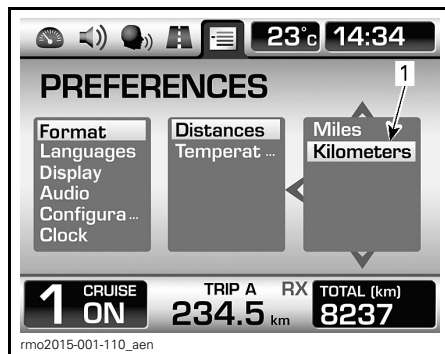 23°c 14:34
PREFERENCES
1
Format
Languages
Display
Audio
Configura ...
Clock
Distances
Temperat ...
Miles
Kilometers
1 CRUISE ON
TRIP A
234.5 km
RX
TOTAL (km)
8237
rmo2015-001-110_aen